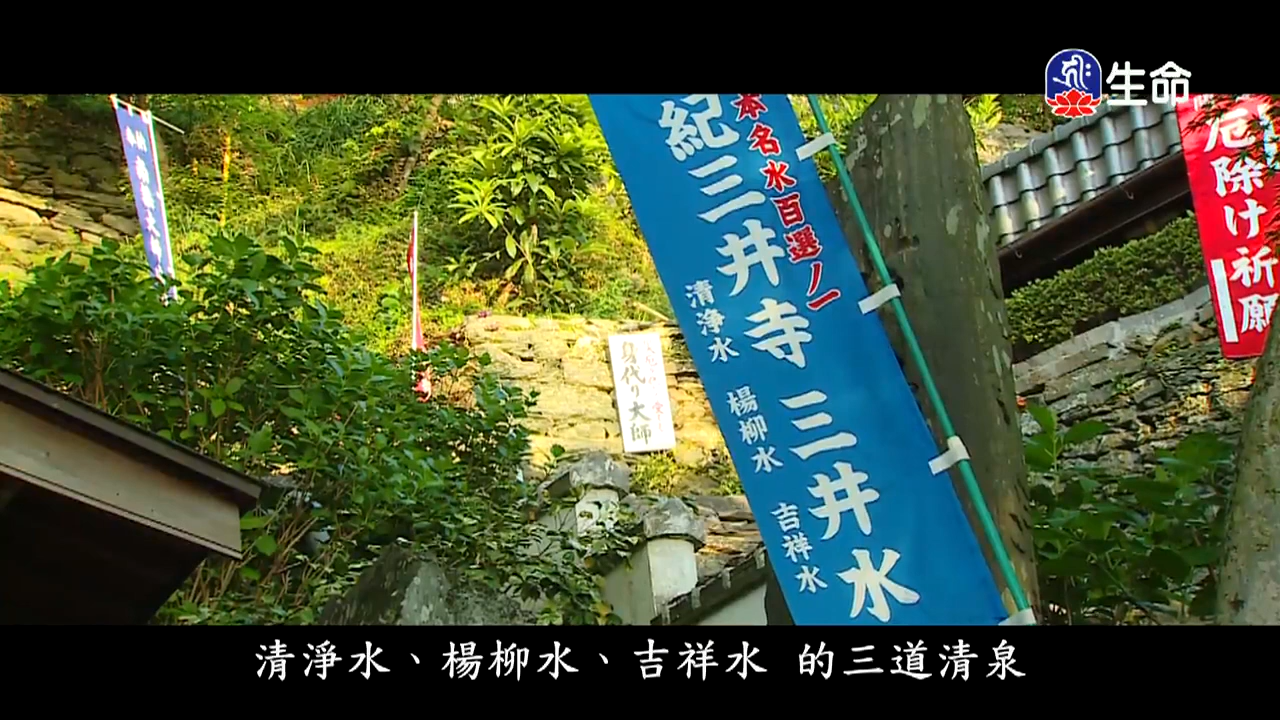 生命
本名水百選ノ一
紀三井寺 三井水
清浄水 楊柳水 吉祥水
厄除け祈願
身代り大師
清淨水、楊柳水、吉祥水 的三道清泉